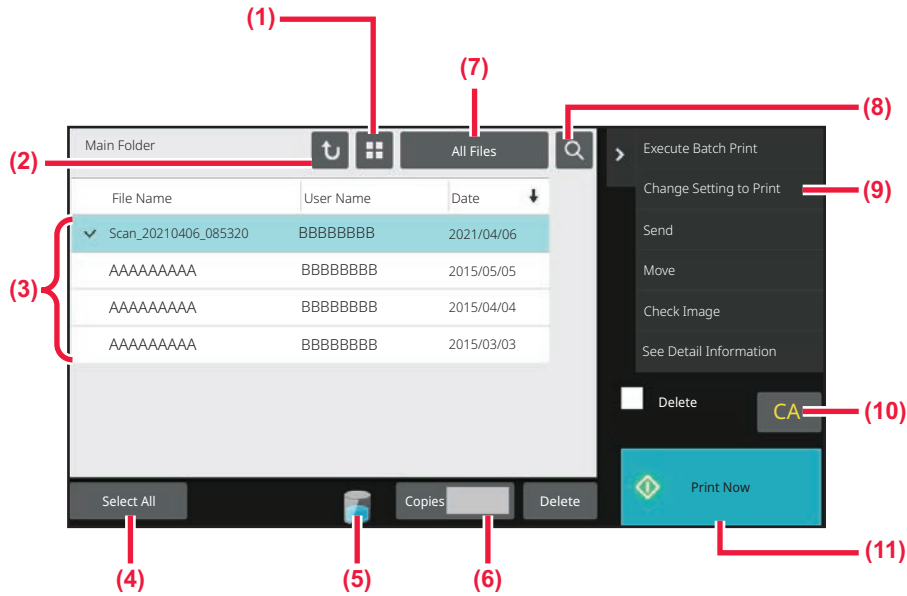 (1)
(7)
(8)
Main Folder
All Files
Execute Batch Print
(2)
Change Setting to Print
(9)
File Name User Name Date
Scan_20210406_085320 BBBBBBBB 2021/04/06
Send
AAAAAAAAA BBBBBBBB 2015/05/05
Move
(3)
AAAAAAAAA BBBBBBBB 2015/04/04
Check Image
AAAAAAAAA BBBBBBBB 2015/03/03
See Detail Information
Delete
CA
(10)
Select All
Copies
Delete
Print Now
(11)
(4)
(5)
(6)